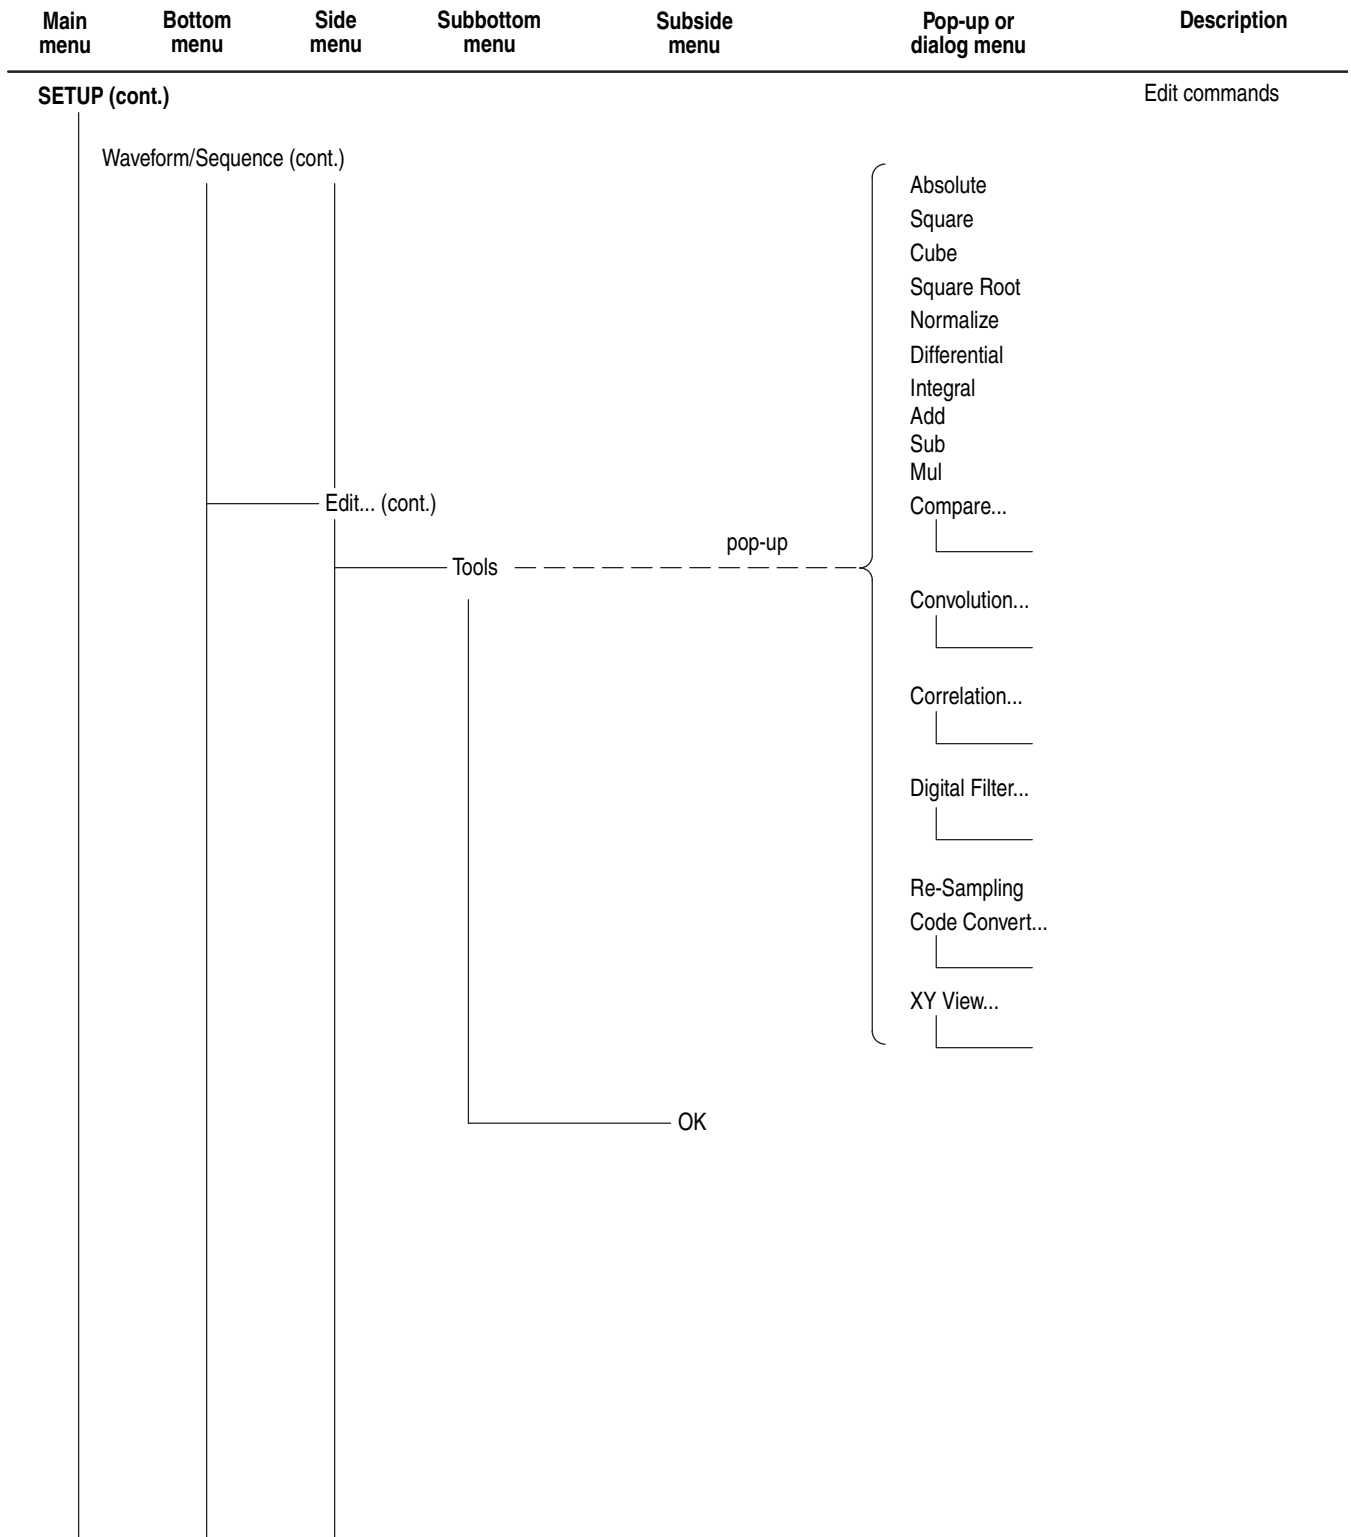 Main menu
Bottom menu
Side menu
Subbottom menu
Subside menu
Pop-up or dialog menu
Description
SETUP (cont.)
Edit commands
Waveform/Sequence (cont.)
Absolute
Square
Cube
Square Root
Normalize
Differential
Integral
Add
Sub
Mul
Edit... (cont.)
Compare...
pop-up
Tools
Convolution...
Correlation...
Digital Filter...
Re-Sampling
Code Convert...
XY View...
OK